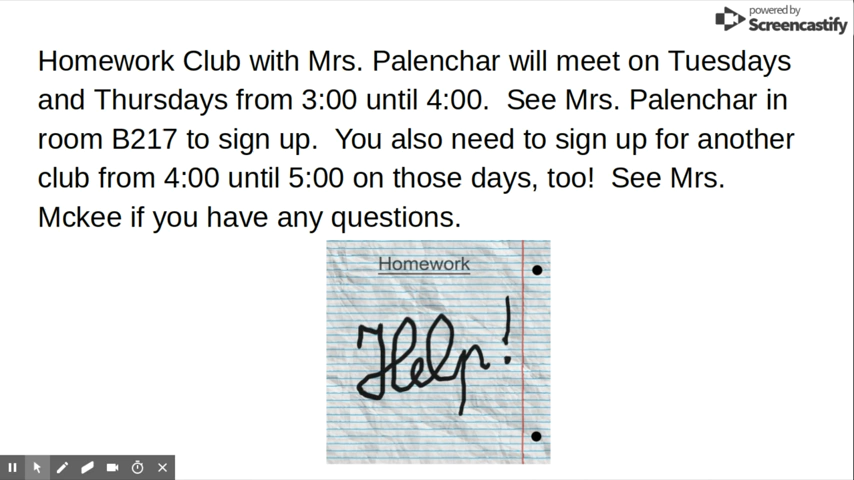 powered by
Screencastify
Homework Club with Mrs. Palenchar will meet on Tuesdays
and Thursdays from 3:00 until 4:00.  See Mrs. Palenchar in
room B217 to sign up.  You also need to sign up for another
club from 4:00 until 5:00 on those days, too!  See Mrs.
Mckee if you have any questions.
Homework
Help!